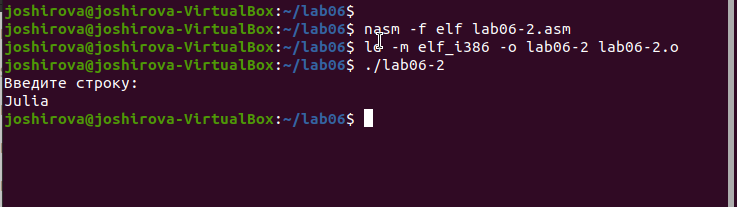 joshirova@joshirova-VirtualBox:~/lab06$
joshirova@joshirova-VirtualBox:~/lab06$ nasm -f elf lab06-2.asm
joshirova@joshirova-VirtualBox:~/lab06$ ld -m elf_i386 -o lab06-2 lab06-2.o
joshirova@joshirova-VirtualBox:~/lab06$ ./lab06-2
Введите строку:
Julia
joshirova@joshirova-VirtualBox:~/lab06$